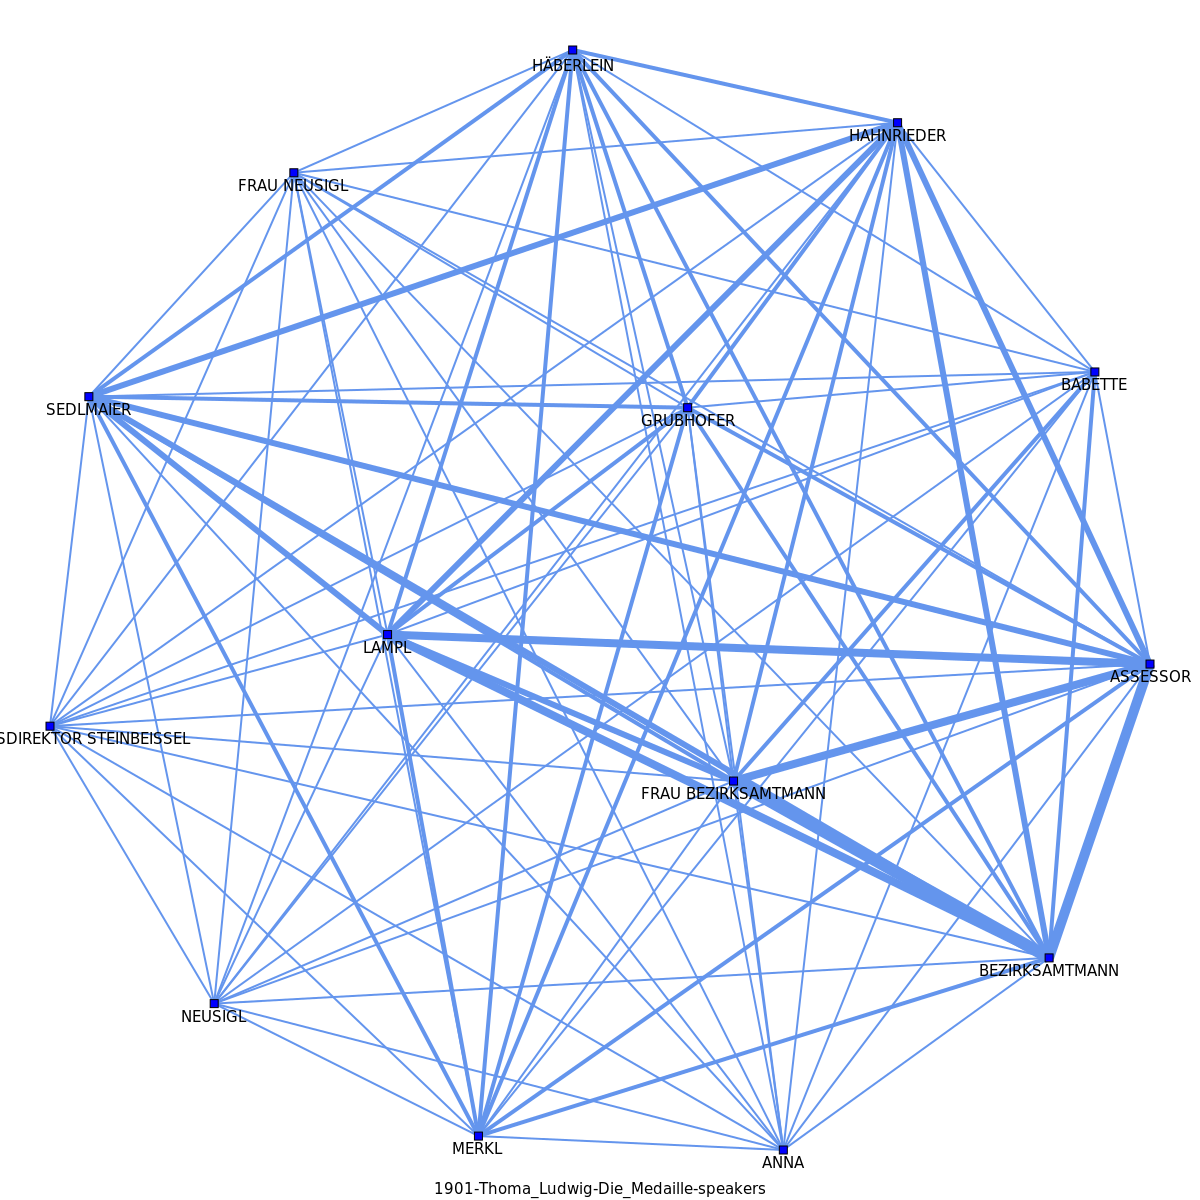 HÄBERLEIN
HAHNRIEDER
FRAU NEUSIGL
BABETTE
SEDLMAIER
GRUBHOFER
LAMPL
ASSESSOR
SDIREKTOR STEINBEISSEL
FRAU BEZIRKSAMTMANN
BEZIRKSAMTMANN
NEUSIGL
MERKL
ANNA
1901-Thoma_Ludwig-Die_Medaille-speakers